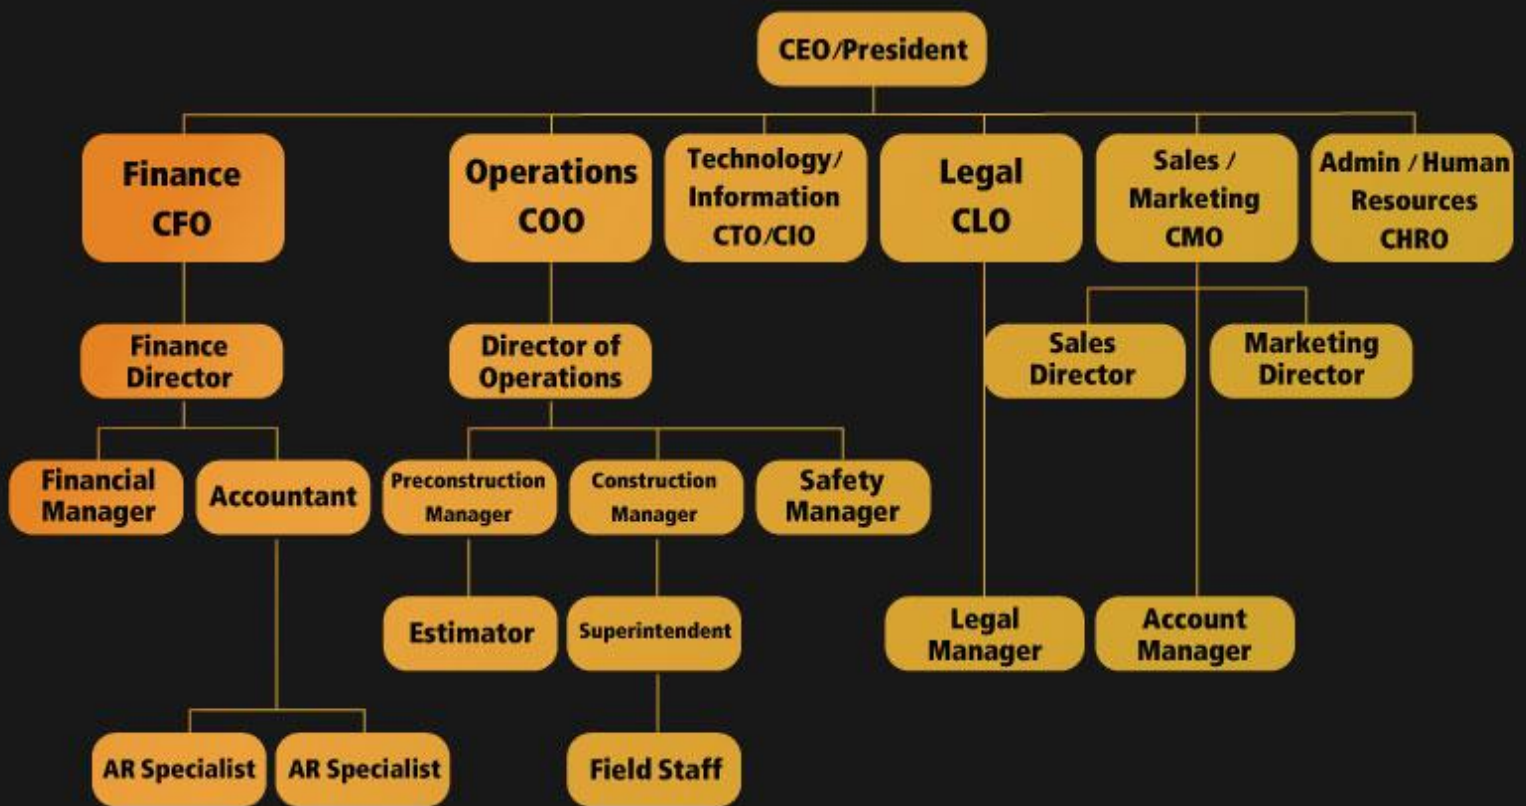 CEO/President
Finance
CFO
Operations
COO
Technology/
Information
CTO/CIO
Legal
CLO
Sales /
Marketing
CMO
Admin / Human
Resources
CHRO
Finance
Director
Director of
Operations
Sales
Director
Marketing
Director
Financial
Manager
Accountant
Preconstruction
Manager
Construction
Manager
Safety
Manager
Estimator
Superintendent
Legal
Manager
Account
Manager
AR Specialist
AR Specialist
Field Staff